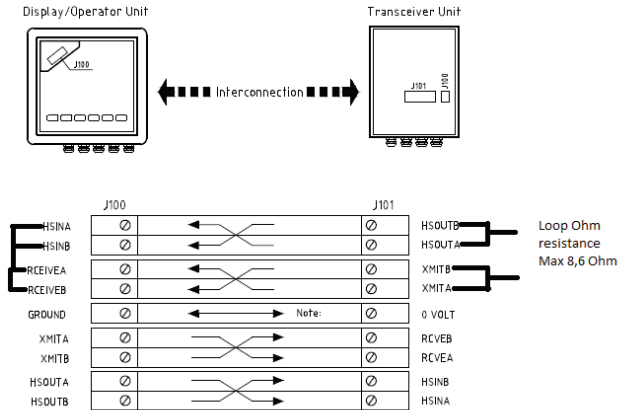 Display/Operator Unit
Transceiver Unit
J100
J101
J100
Interconnection
J100
J101
HSINA
HSOUTB
HSINB
HSOUTA
Loop Ohm
resistance
Max 8,6 Ohm
RCEIVEA
XMITB
RCEIVEB
XMITA
GROUND
Note:
0 VOLT
XMITA
RCVEB
XMITB
RCVEA
HSOUTA
HSINB
HSOUTB
HSINA